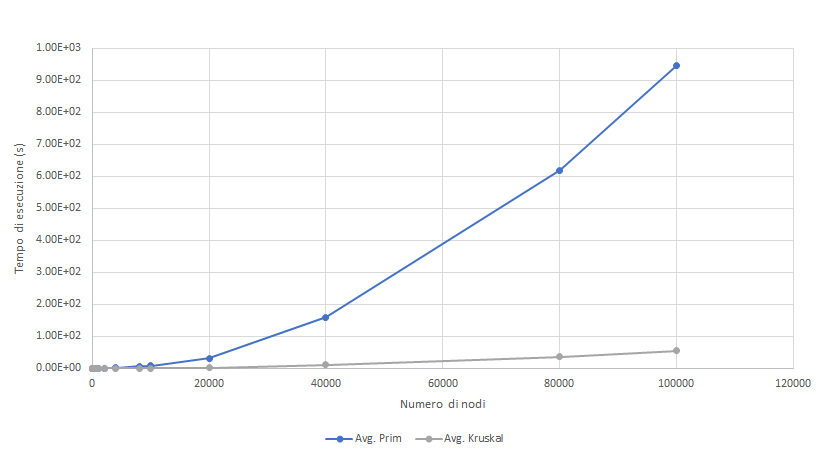 1.00E+03
9.00E+02
8.00E+02
7.00E+02
6.00E+02
5.00E+02
4.00E+02
3.00E+02
2.00E+02
1.00E+02
0.00E+00
Tempo di esecuzione (s)
0 20000 40000 60000 80000 100000 120000
Numero di nodi
Avg. Prim Avg. Kruskal